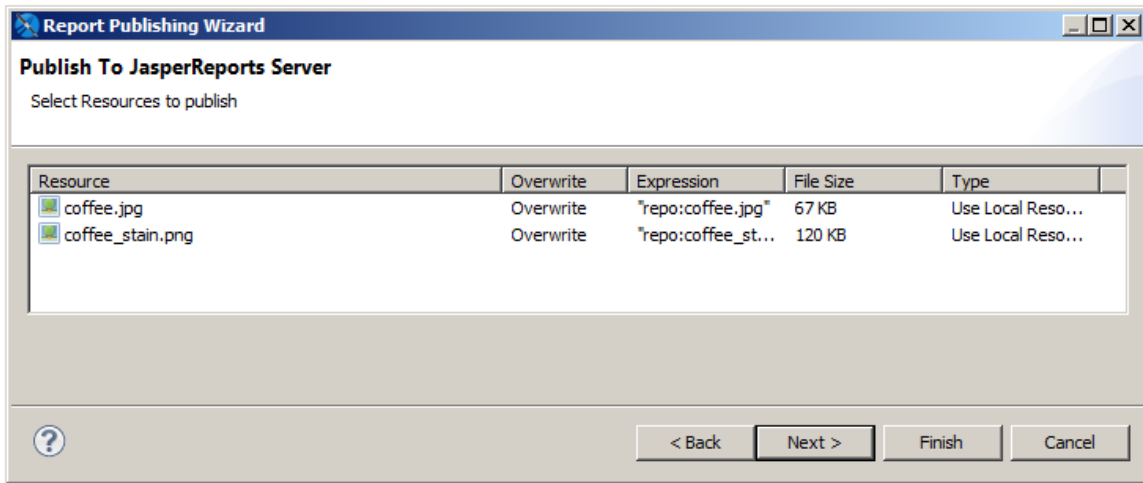 Report Publishing Wizard
Publish To JasperReports Server
Select Resources to publish
Resource Overwrite Expression File Size Type
coffee.jpg Overwrite "repo:coffee.jpg" 67 KB Use Local Reso...
coffee_stain.png Overwrite "repo:coffee_st... 120 KB Use Local Reso...
? < Back Next > Finish Cancel